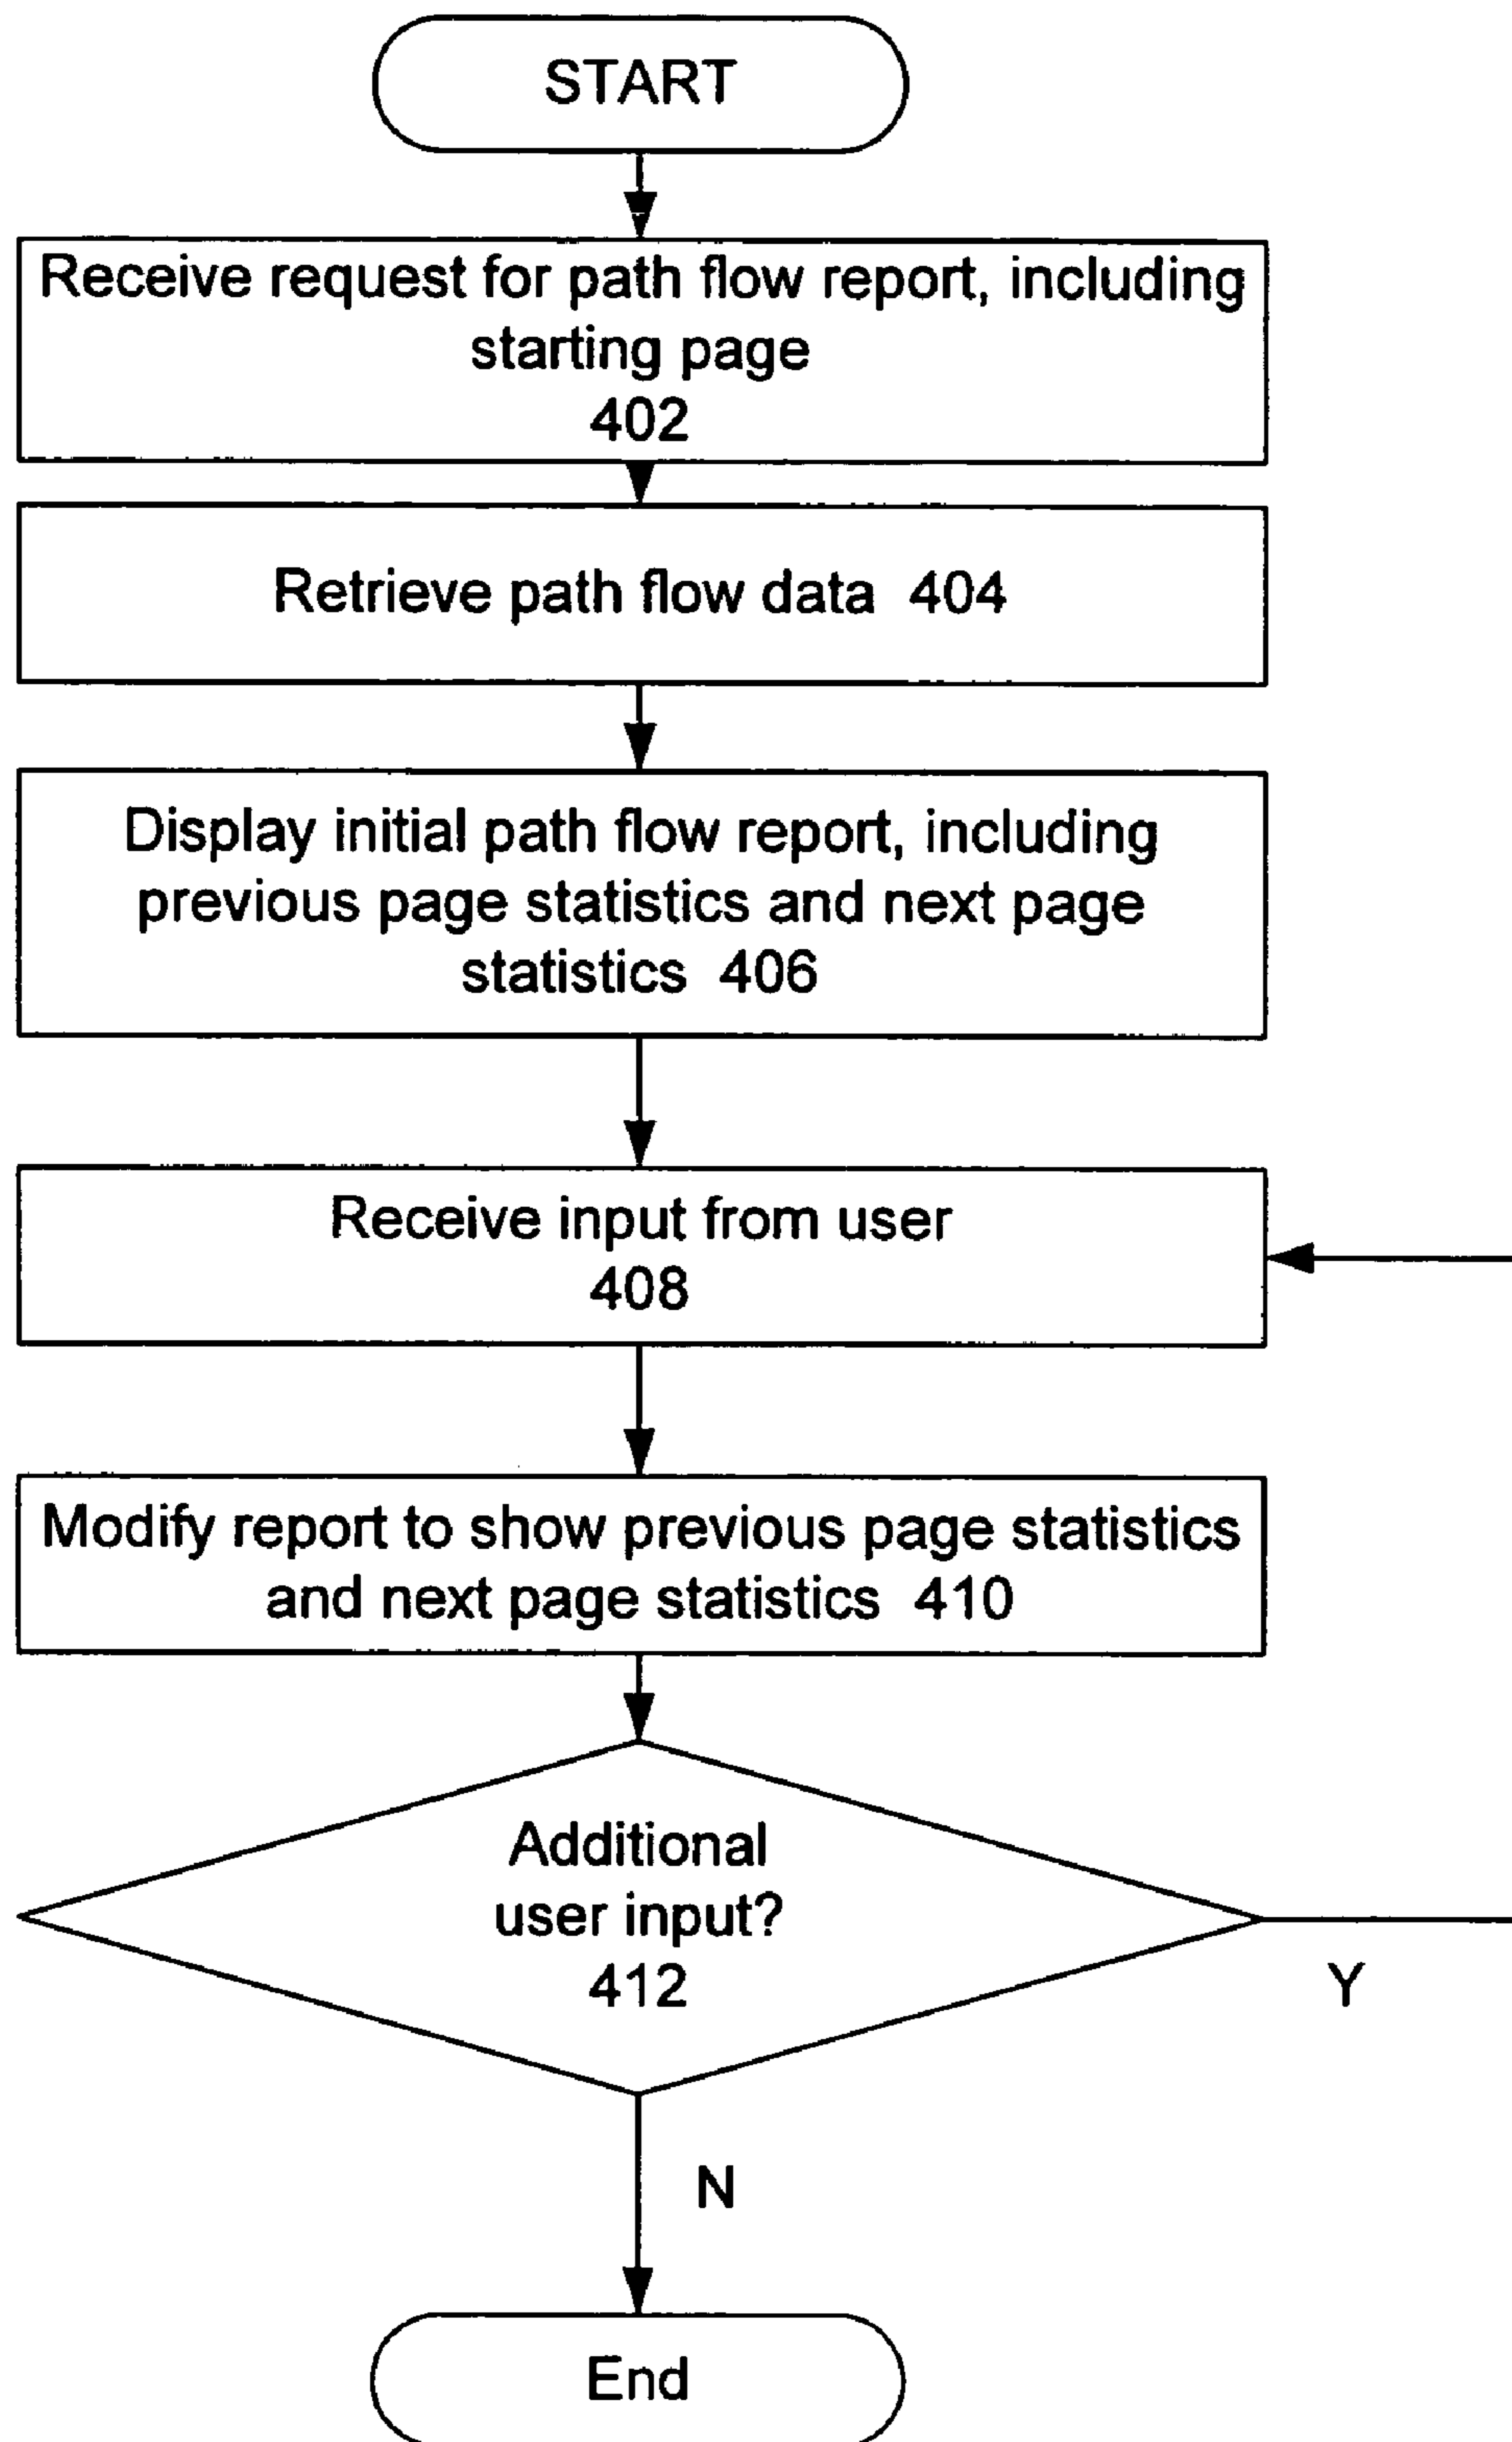 START
Receive request for path flow report, including
starting page
402
Retrieve path flow data 404
Display initial path flow report, including
previous page statistics and next page
statistics 406
Receive input from user
408
Modify report to show previous page statistics
and next page statistics 410
Additional
user input?
412
Y
N
End